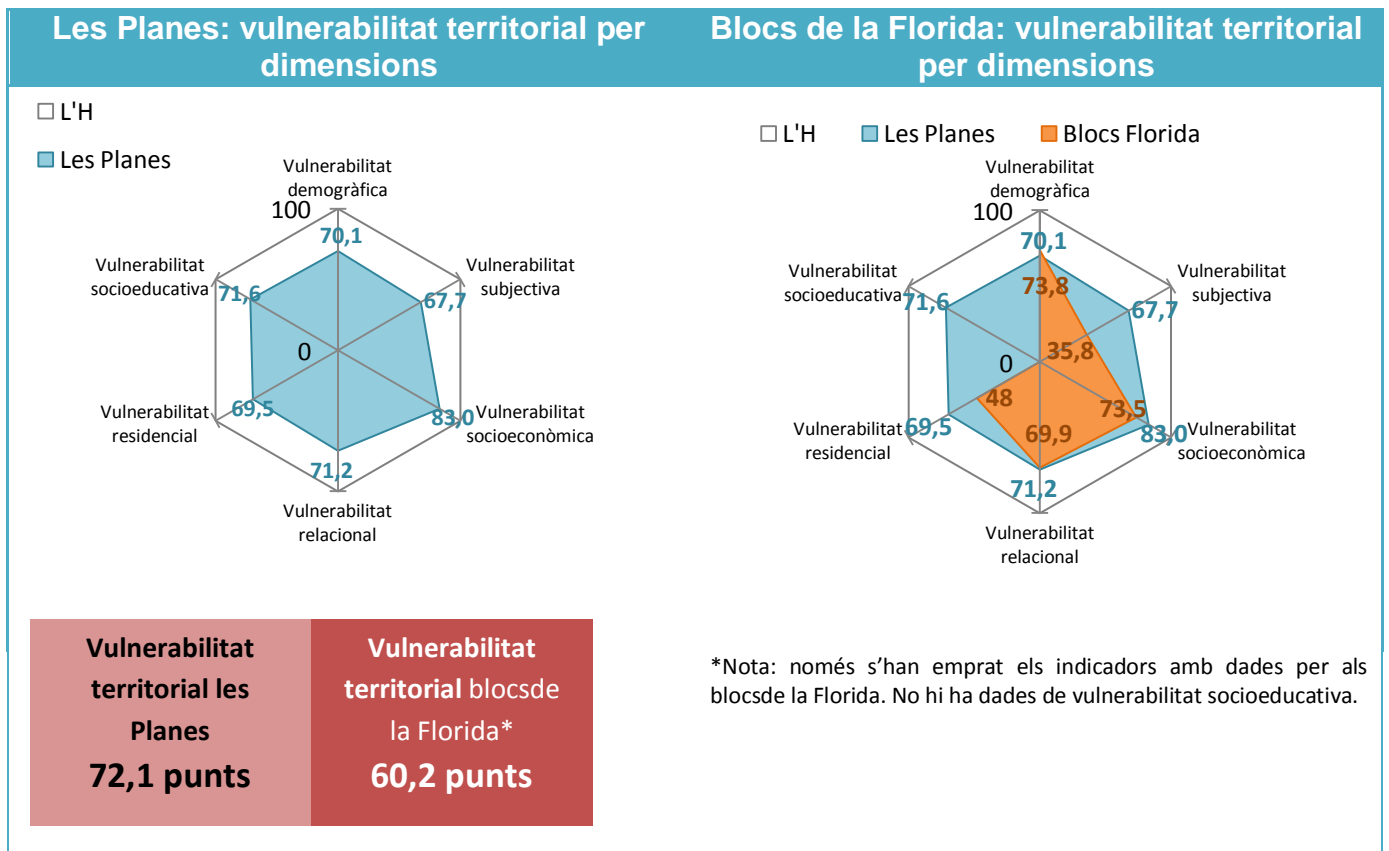 Les Planes: vulnerabilitat territorial per
dimensions
Blocs de la Florida: vulnerabilitat territorial
per dimensions
L'H
Les Planes
Vulnerabilitat
demogràfica
100
70,1
Vulnerabilitat
socioeducativa
71,6
Vulnerabilitat
subjectiva
67,7
0
69,5
Vulnerabilitat
residencial
83,0
Vulnerabilitat
socioeconòmica
71,2
Vulnerabilitat
relacional
L'H
Les Planes
Blocs Florida
Vulnerabilitat
demogràfica
100
70,1
73,8
Vulnerabilitat
socioeducativa
71,6
Vulnerabilitat
subjectiva
67,7
35,8
0
48
69,5
Vulnerabilitat
residencial
73,5
83,0
Vulnerabilitat
socioeconòmica
69,9
71,2
Vulnerabilitat
relacional
Vulnerabilitat
territorial les
Planes
72,1 punts
Vulnerabilitat
territorial blocsde
la Florida*
60,2 punts
*Nota: només s’han emprat els indicadors amb dades per als
blocsde la Florida. No hi ha dades de vulnerabilitat socioeducativa.